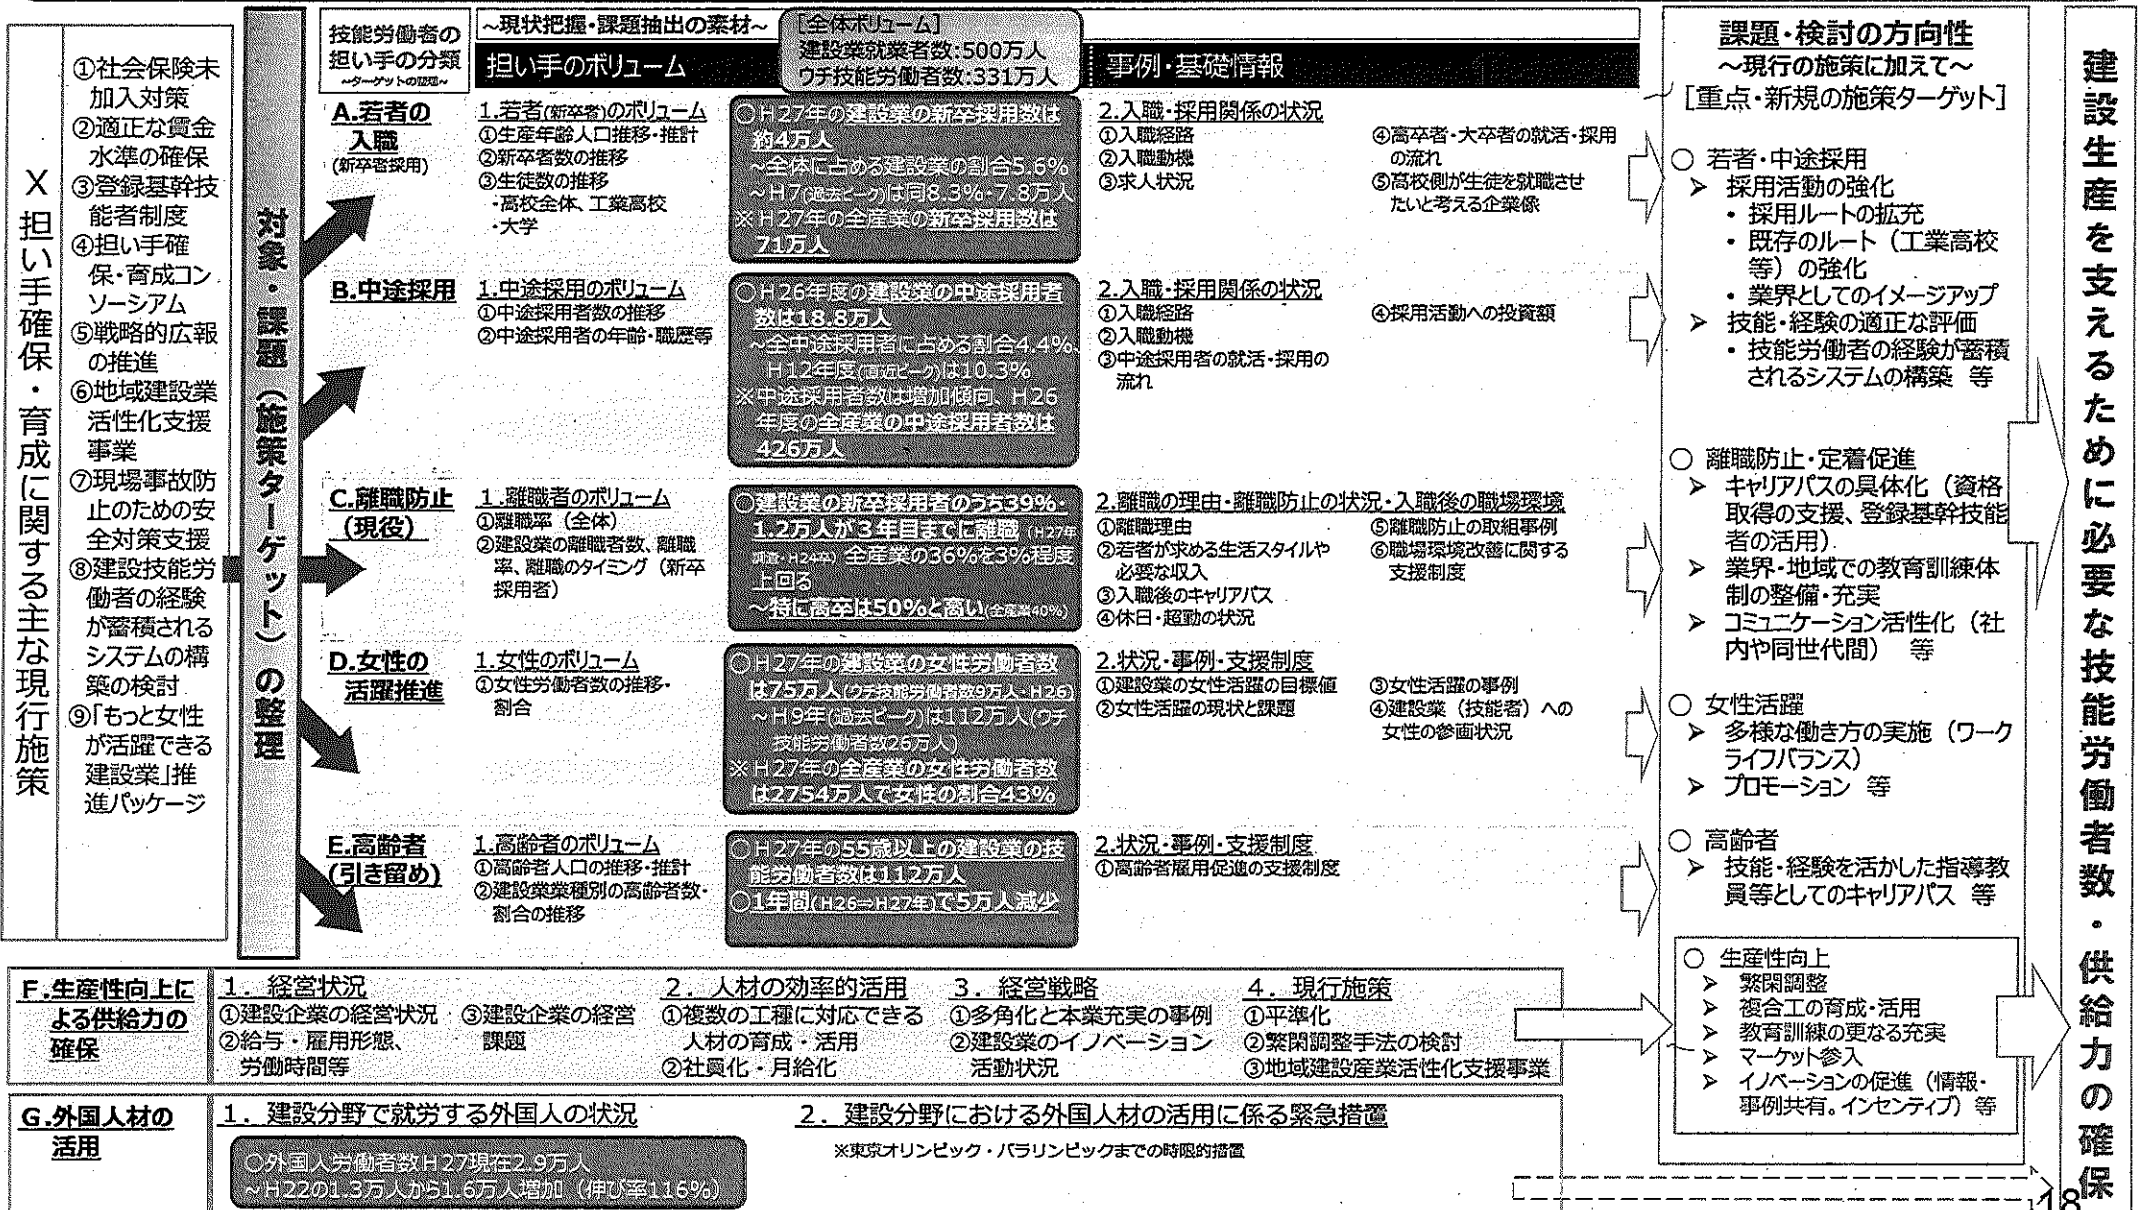 X 担い手確保・育成に関する主な現行施策
①社会保険未
加入対策
②適正な賃金
水準の確保
③登録基幹技
能者制度
④担い手確
保・育成コン
ソーシアム
⑤戦略的広報
の推進
⑥地域建設業
活性化支援
事業
⑦現場事故防
止のための安
全対策支援
⑧建設技能労
働者の経験
が蓄積される
システムの構
築の検討
⑨「もっと女性
が活躍できる
建設業」推
進パッケージ
対象・課題（施策ターゲット）の整理
技能労働者の
担い手の分類
～ターゲットの認識～
～現状把握・課題抽出の素材～
担い手のボリューム
[全体ボリューム]
建設業就業者数:500万人
ウチ技能労働者数:331万人
事例・基礎情報
A.若者の
入職
(新卒者採用)
1.若者(新卒者)のボリューム
①生産年齢人口推移・推計
②新卒者数の推移
③生徒数の推移
・高校全体、工業高校
・大学
○H27年の建設業の新卒採用数は
約4万人
～全体に占める建設業の割合5.6%
～H7(過去ピーク)は同8.3%・7.8万人
※H27年の全産業の新卒採用数は
71万人
2.入職・採用関係の状況
①入職経路
②入職動機
③求人状況
④高卒者・大卒者の就活・採用
の流れ
⑤高校側が生徒を就職させ
たいと考える企業像
B.中途採用
1.中途採用のボリューム
①中途採用者数の推移
②中途採用者の年齢・職歴等
○H26年度の建設業の中途採用者
数は18.8万人
～全中途採用者に占める割合4.4%、
H12年度(直近ピーク)は10.3%
※中途採用者数は増加傾向、H26
年度の全産業の中途採用者数は
426万人
2.入職・採用関係の状況
①入職経路
②入職動機
③中途採用者の就活・採用の
流れ
④採用活動への投資額
C.離職防止
（現役）
1.離職者のボリューム
①離職率（全体）
②建設業の離職者数、離職
率、離職のタイミング（新卒
採用者）
○建設業の新卒採用者のうち39%・
1.2万人が3年目までに離職
全産業の36%を3%程度
上回る
～特に高卒は50%と高い(全産業40%)
2.離職の理由・離職防止の状況・入職後の職場環境
①離職理由
②若者が求める生活スタイルや
必要な収入
③入職後のキャリアパス
④休日・超勤の状況
⑤離職防止の取組事例
⑥職場環境改善に関する
支援制度
D.女性の
活躍推進
1.女性のボリューム
①女性労働者数の推移・
割合
○H27年の建設業の女性労働者数
は75万人(ウチ技能労働者数9万人・H26)
～H9年(過去ピーク)は112万人(ウチ
技能労働者数26万人)
※H27年の全産業の女性労働者数
は2754万人で女性の割合43%
2.状況・事例・支援制度
①建設業の女性活躍の目標値
②女性活躍の現状と課題
③女性活躍の事例
④建設業（技能者）への
女性の参画状況
E.高齢者
(引き留め)
1.高齢者のボリューム
①高齢者人口の推移・推計
②建設業業種別の高齢者数・
割合の推移
○H27年の55歳以上の建設業の技
能労働者数は112万人
○1年間(H26⇒H27年)で5万人減少
2.状況・事例・支援制度
①高齢者雇用促進の支援制度
課題・検討の方向性
～現行の施策に加えて～
[重点・新規の施策ターゲット]
○ 若者・中途採用
➤ 採用活動の強化
・採用ルートの拡充
・既存のルート（工業高校
等）の強化
・業界としてのイメージアップ
➤ 技能・経験の適正な評価
・技能労働者の経験が蓄積
されるシステムの構築 等
○ 離職防止・定着促進
➤ キャリアパスの具体化（資格
取得の支援、登録基幹技能
者の活用）
➤ 業界・地域での教育訓練体
制の整備・充実
➤ コミュニケーション活性化（社
内や同世代間） 等
○ 女性活躍
➤ 多様な働き方の実施（ワーク
ライフバランス）
➤ プロモーション 等
○ 高齢者
➤ 技能・経験を活かした指導教
員等としてのキャリアパス 等
○ 生産性向上
➤ 繁閑調整
➤ 複合工の育成・活用
➤ 教育訓練の更なる充実
➤ マーケット参入
➤ イノベーションの促進（情報・
事例共有。インセンティブ）等
建設生産を支えるために必要な技能労働者数・供給力の確保
F.生産性向上に
よる供給力の
確保
1. 経営状況
①建設企業の経営状況
②給与・雇用形態、
労働時間等
③建設企業の経営
課題
2. 人材の効率的活用
①複数の工種に対応できる
人材の育成・活用
②社員化・月給化
3. 経営戦略
①多角化と本業充実の事例
②建設業のイノベーション
活動状況
4. 現行施策
①平準化
②繁閑調整手法の検討
③地域建設産業活性化支援事業
G.外国人材の
活用
1. 建設分野で就労する外国人の状況
○外国人労働者数H27現在2.9万人
～H22の1.3万人から1.6万人増加（伸び率116%）
2. 建設分野における外国人材の活用に係る緊急措置
※東京オリンピック・パラリンピックまでの時限的措置
18